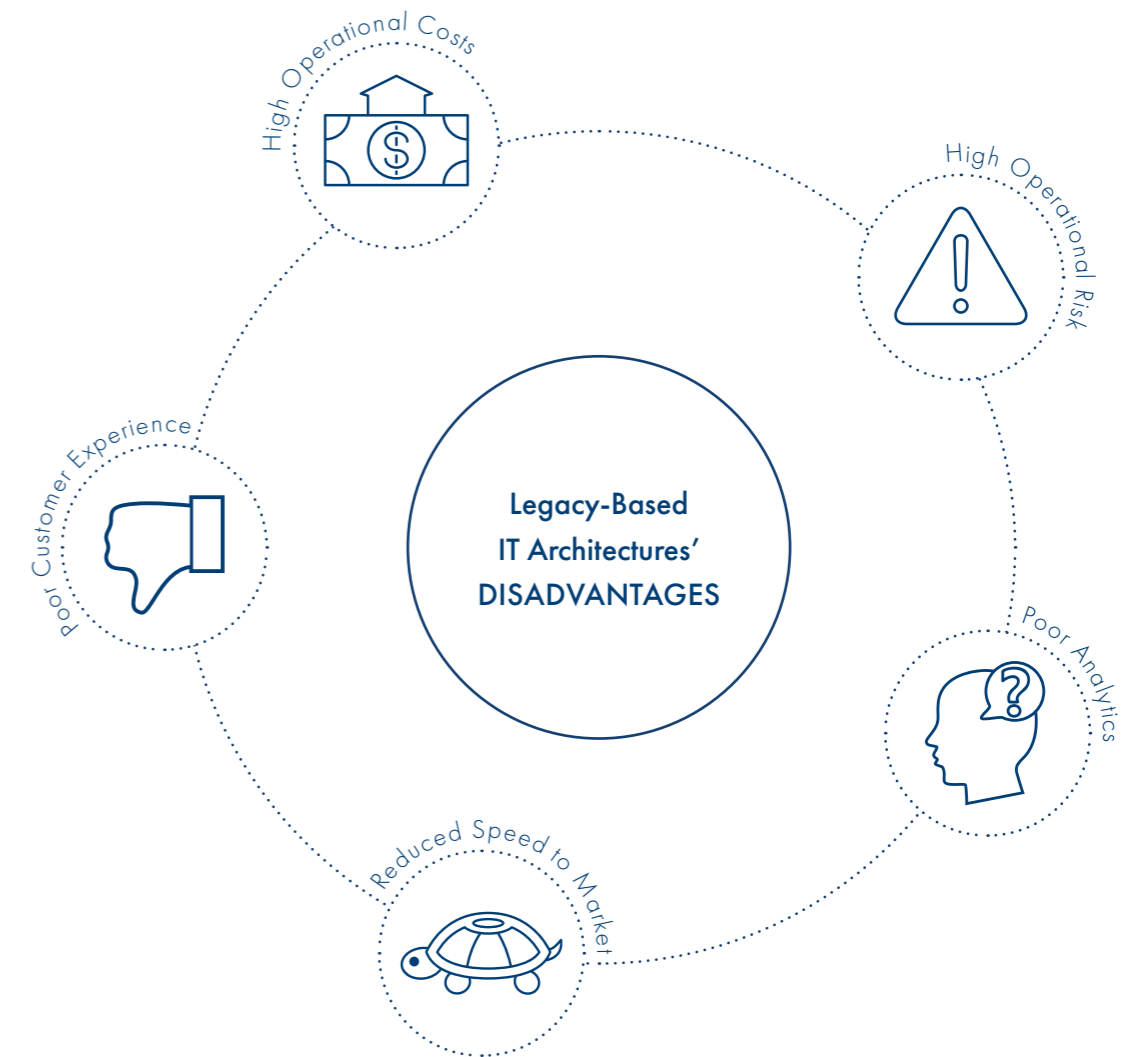 High Operational Costs
High Operational Risk
Poor Customer Experience
Legacy-Based
IT Architectures’
DISADVANTAGES
Poor Analytics
Reduced Speed to Market
$
!
?